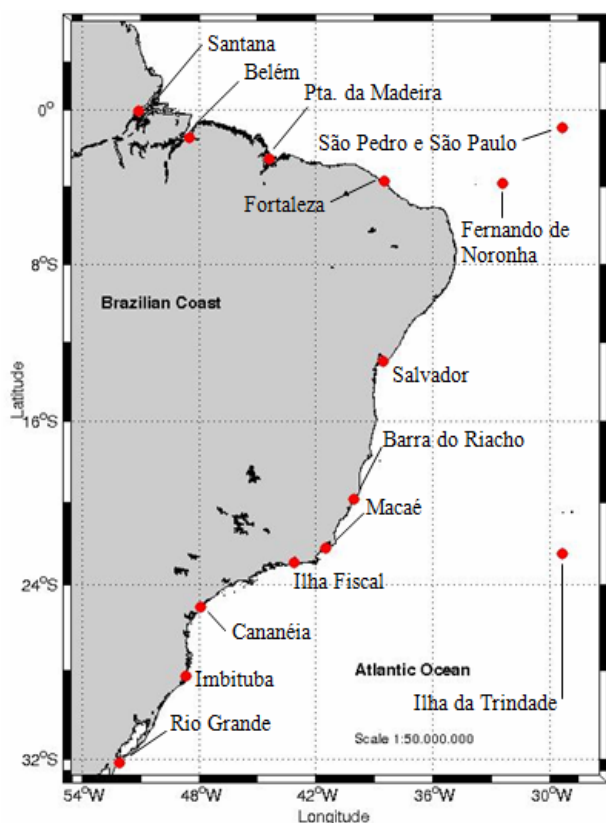 Santana
Belém
Pta. da Madeira
0°
São Pedro e São Paulo
Fortaleza
Fernando de
Noronha
8°S
Brazilian Coast
Latitude
Salvador
16°S
Barra do Riacho
Macaé
24°S
Ilha Fiscal
Cananéia
Atlantic Ocean
Imbituba
Ilha da Trindade
Rio Grande
Scale 1:50.000.000
32°S
54°W
48°W
42°W
36°W
30°W
Longitude